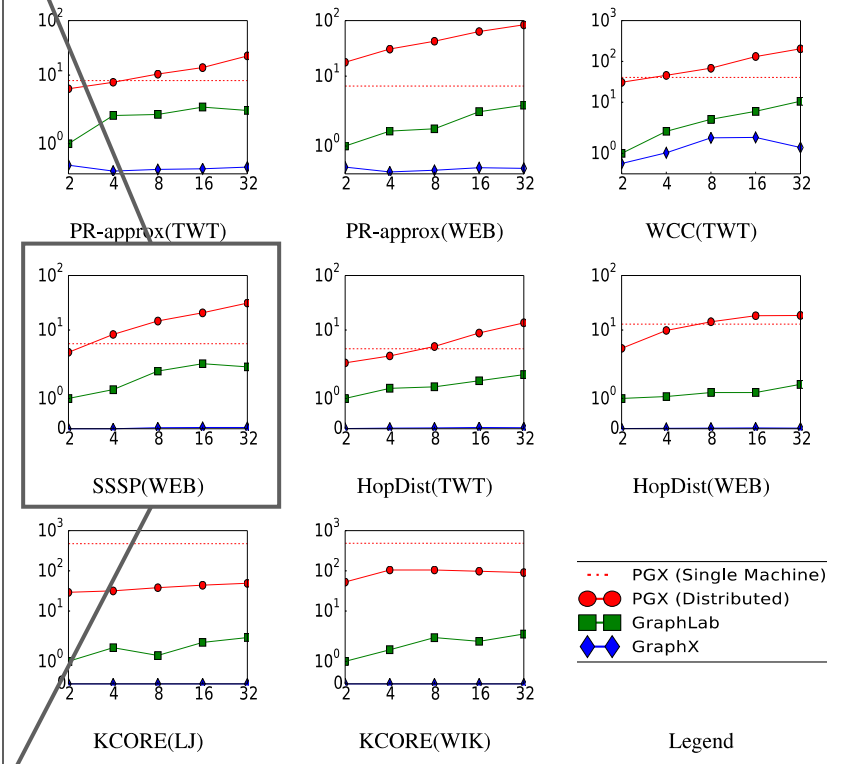 10^2 10^2 10^3
10^1 10^1 10^2
10^0 10^0 10^1
10^0
2 4 8 16 32 2 4 8 16 32 2 4 8 16 32
PR-approx(TWT) PR-approx(WEB) WCC(TWT)
10^2 10^2 10^2
10^1 10^1 10^1
10^0 10^0 10^0
0 0 0
2 4 8 16 32 2 4 8 16 32 2 4 8 16 32
SSSP(WEB) HopDist(TWT) HopDist(WEB)
10^3 10^3
10^2 10^2
10^1 10^1
10^0 10^0
0 0
2 4 8 16 32 2 4 8 16 32
KCORE(LJ) KCORE(WIK)
PGX (Single Machine)
PGX (Distributed)
GraphLab
GraphX
Legend